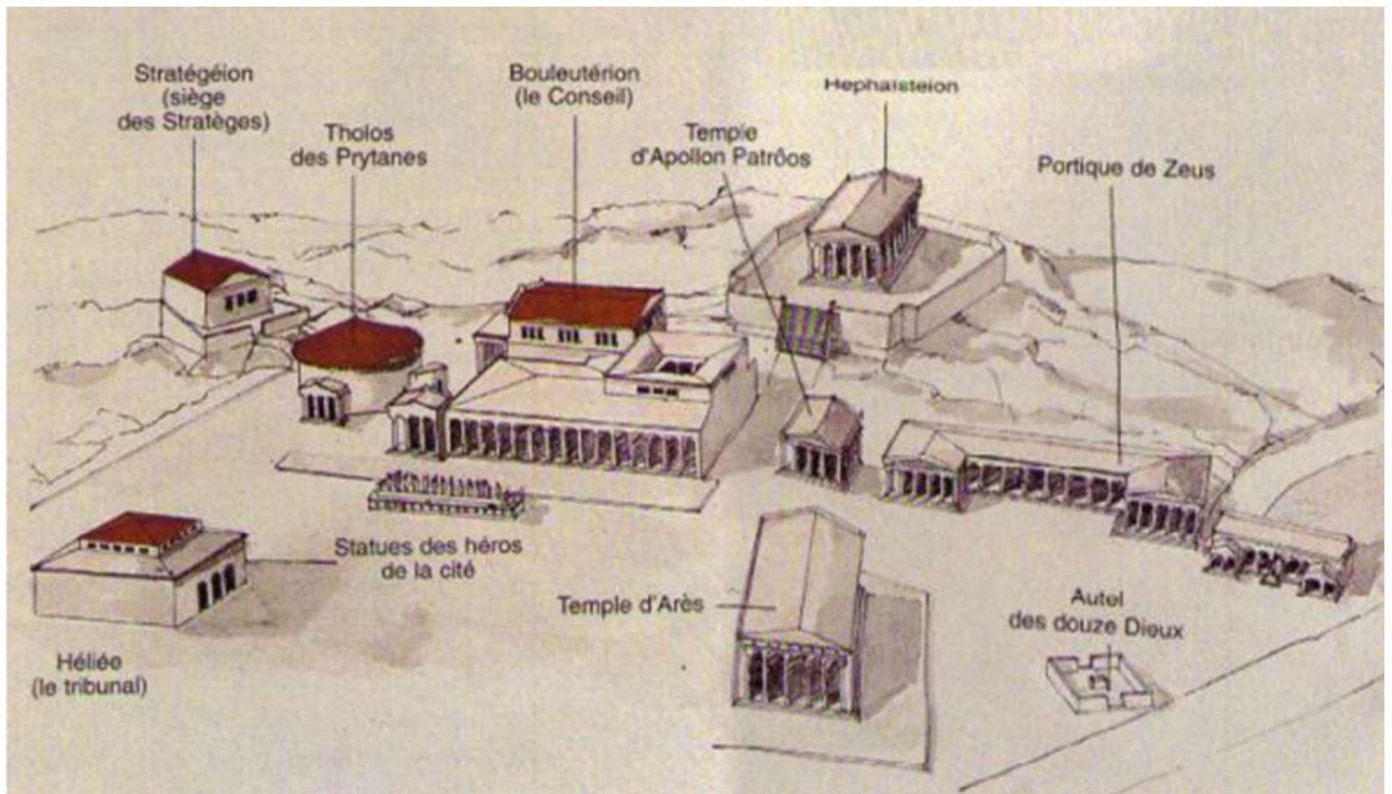 Stratégéion
(siège
des Stratèges)
Tholos
des Prytanes
Bouleutérion
(le Conseil)
Temple
d'Apollon Patrôos
Hephaïsteion
Portique de Zeus
Statues des héros
de la cité
Temple d'Arès
Autel
des douze Dieux
Héliée
(le tribunal)